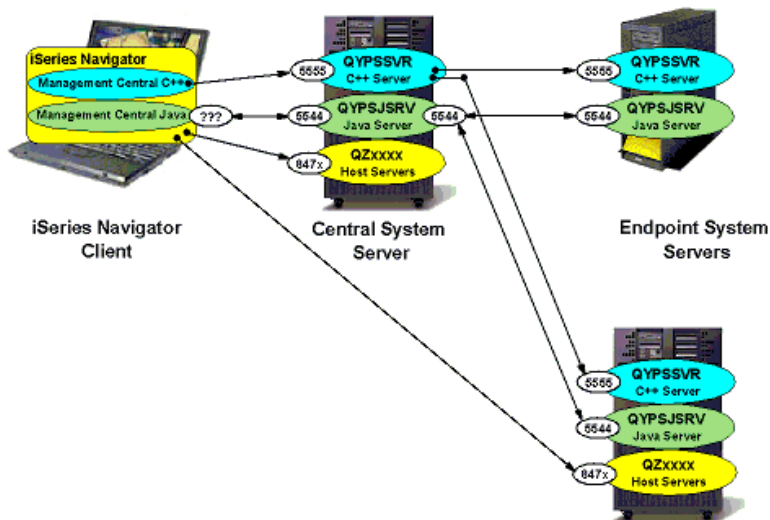 iSeries Navigator
Management Central C++
Management Central Java
???
5555
QYPSSVR
C++ Server
5544
QYPSJSRV
Java Server
5544
847x
QZxxxx
Host Servers
5555
QYPSSVR
C++ Server
5544
QYPSJSRV
Java Server
iSeries Navigator
Client
Central System
Server
Endpoint System
Servers
5555
QYPSSVR
C++ Server
5544
QYPSJSRV
Java Server
847x
QZxxxx
Host Servers